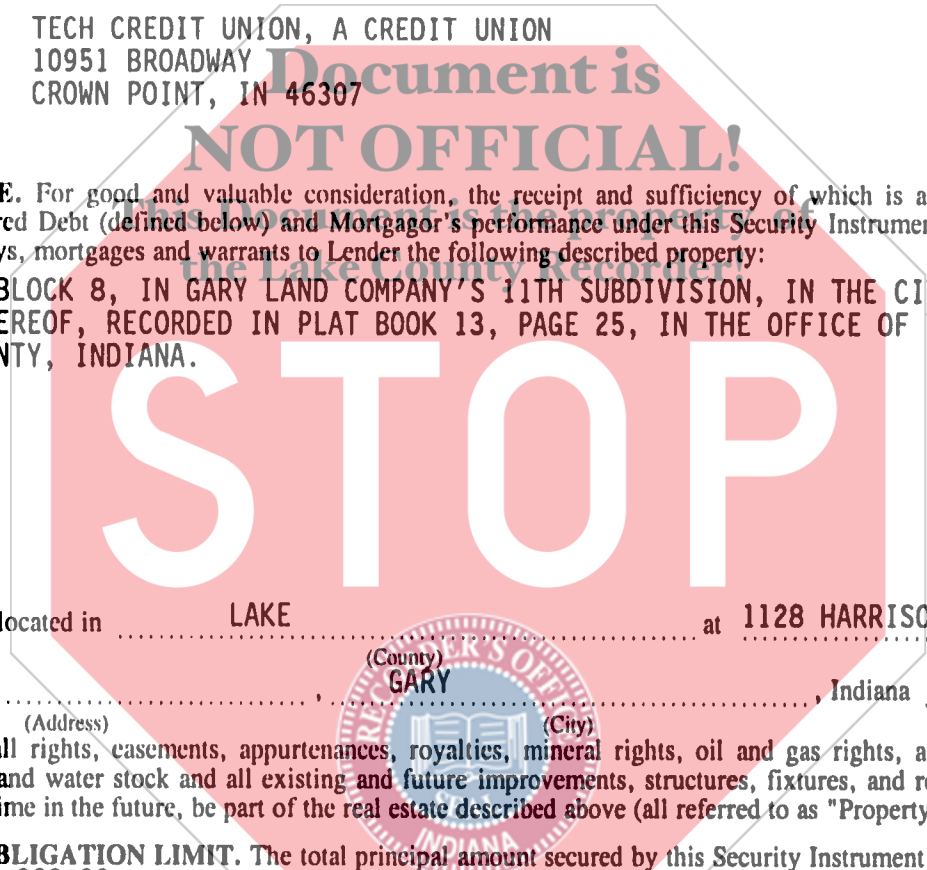 TECH CREDIT UNION, A CREDIT UNION
10951 BROADWAY
CROWN POINT, IN 46307
Document is
NOT OFFICIAL!
This Document is the property of
the Lake County Recorder!
E. For good and valuable consideration, the receipt and sufficiency of which is a
red Debt (defined below) and Mortgagor's performance under this Security Instrumen
ys, mortgages and warrants to Lender the following described property:
BLOCK 8, IN GARY LAND COMPANY'S 11TH SUBDIVISION, IN THE CI
EREOF, RECORDED IN PLAT BOOK 13, PAGE 25, IN THE OFFICE OF
NTY, INDIANA.
STOP
located in LAKE at 1128 HARRISO
(County)
, GARY , Indiana
(Address) (City)
all rights, easements, appurtenances, royalties, mineral rights, oil and gas rights, a
and water stock and all existing and future improvements, structures, fixtures, and r
ime in the future, be part of the real estate described above (all referred to as "Property
RECORDER'S OFFICE
SEAL
INDIANA
BLIGATION LIMIT. The total principal amount secured by this Security Instrument